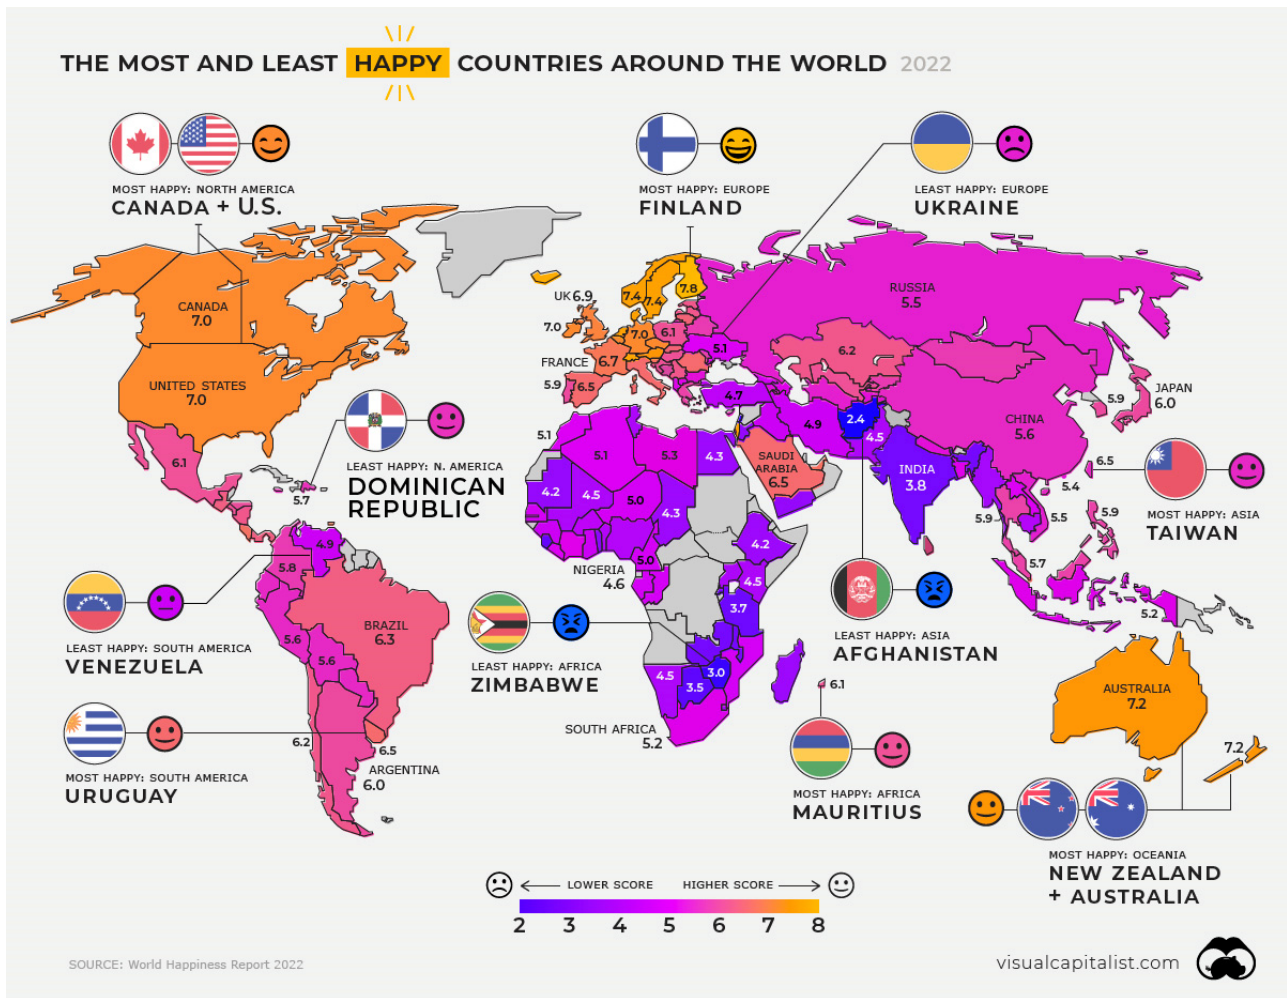 THE MOST AND LEAST HAPPY COUNTRIES AROUND THE WORLD 2022
MOST HAPPY: NORTH AMERICA
CANADA + U.S.
MOST HAPPY: EUROPE
FINLAND
LEAST HAPPY: EUROPE
UKRAINE
CANADA
7.0
UNITED STATES
7.0
6.1
LEAST HAPPY: N. AMERICA
DOMINICAN
REPUBLIC
5.7
UK 6.9
7.0
7.4
7.4
7.8
7.0
6.1
5.1
FRANCE
6.7
5.9
6.5
4.7
RUSSIA
5.5
6.2
CHINA
5.6
5.9
JAPAN
6.0
2.4
4.9
4.5
INDIA
3.8
SAUDI
ARABIA
6.5
5.1
5.1
5.3
4.3
4.2
4.5
5.0
4.3
4.2
5.0
NIGERIA
4.6
4.5
3.7
3.0
4.5
3.5
SOUTH AFRICA
5.2
6.5
5.4
MOST HAPPY: ASIA
TAIWAN
5.9
5.5
5.9
5.7
5.2
4.9
5.8
LEAST HAPPY: SOUTH AMERICA
VENEZUELA
BRAZIL
6.3
5.6
5.6
6.2
6.5
ARGENTINA
6.0
MOST HAPPY: SOUTH AMERICA
URUGUAY
LEAST HAPPY: AFRICA
ZIMBABWE
LEAST HAPPY: ASIA
AFGHANISTAN
6.1
MOST HAPPY: AFRICA
MAURITIUS
AUSTRALIA
7.2
7.2
MOST HAPPY: OCEANIA
NEW ZEALAND
+ AUSTRALIA
LOWER SCORE HIGHER SCORE
2 3 4 5 6 7 8
SOURCE: World Happiness Report 2022
visualcapitalist.com